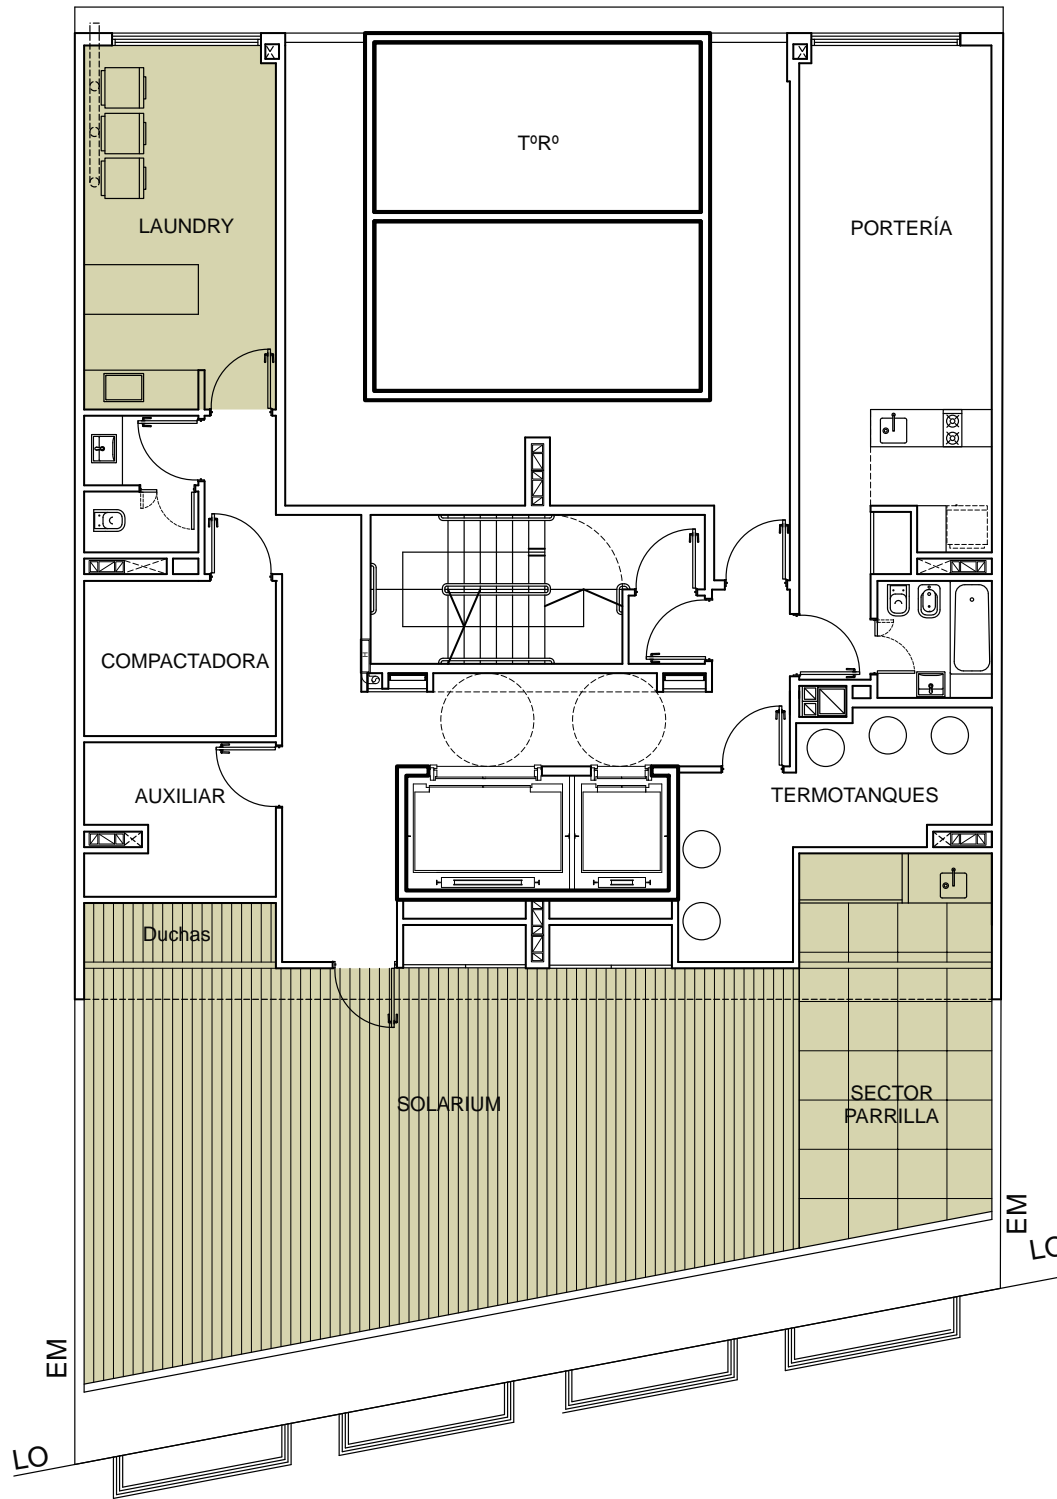 TºRº
LAUNDRY
PORTERÍA
COMPACTADORA
AUXILIAR
TERMOTANQUES
Duchas
SOLARIUM
SECTOR
PARRILLA
EM
LO
EM
LO